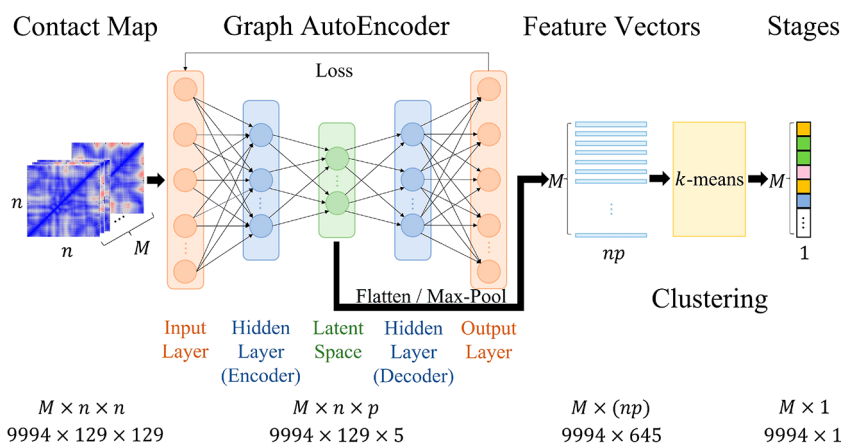 Contact Map
Graph AutoEncoder
Feature Vectors
Stages
Loss
n
n
M
...
M
np
k-means
M
1
Flatten / Max-Pool
Clustering
Input
Layer
Hidden
Layer
(Encoder)
Latent
Space
Hidden
Layer
(Decoder)
Output
Layer
M × n × n
9994 × 129 × 129
M × n × p
9994 × 129 × 5
M × (np)
9994 × 645
M × 1
9994 × 1